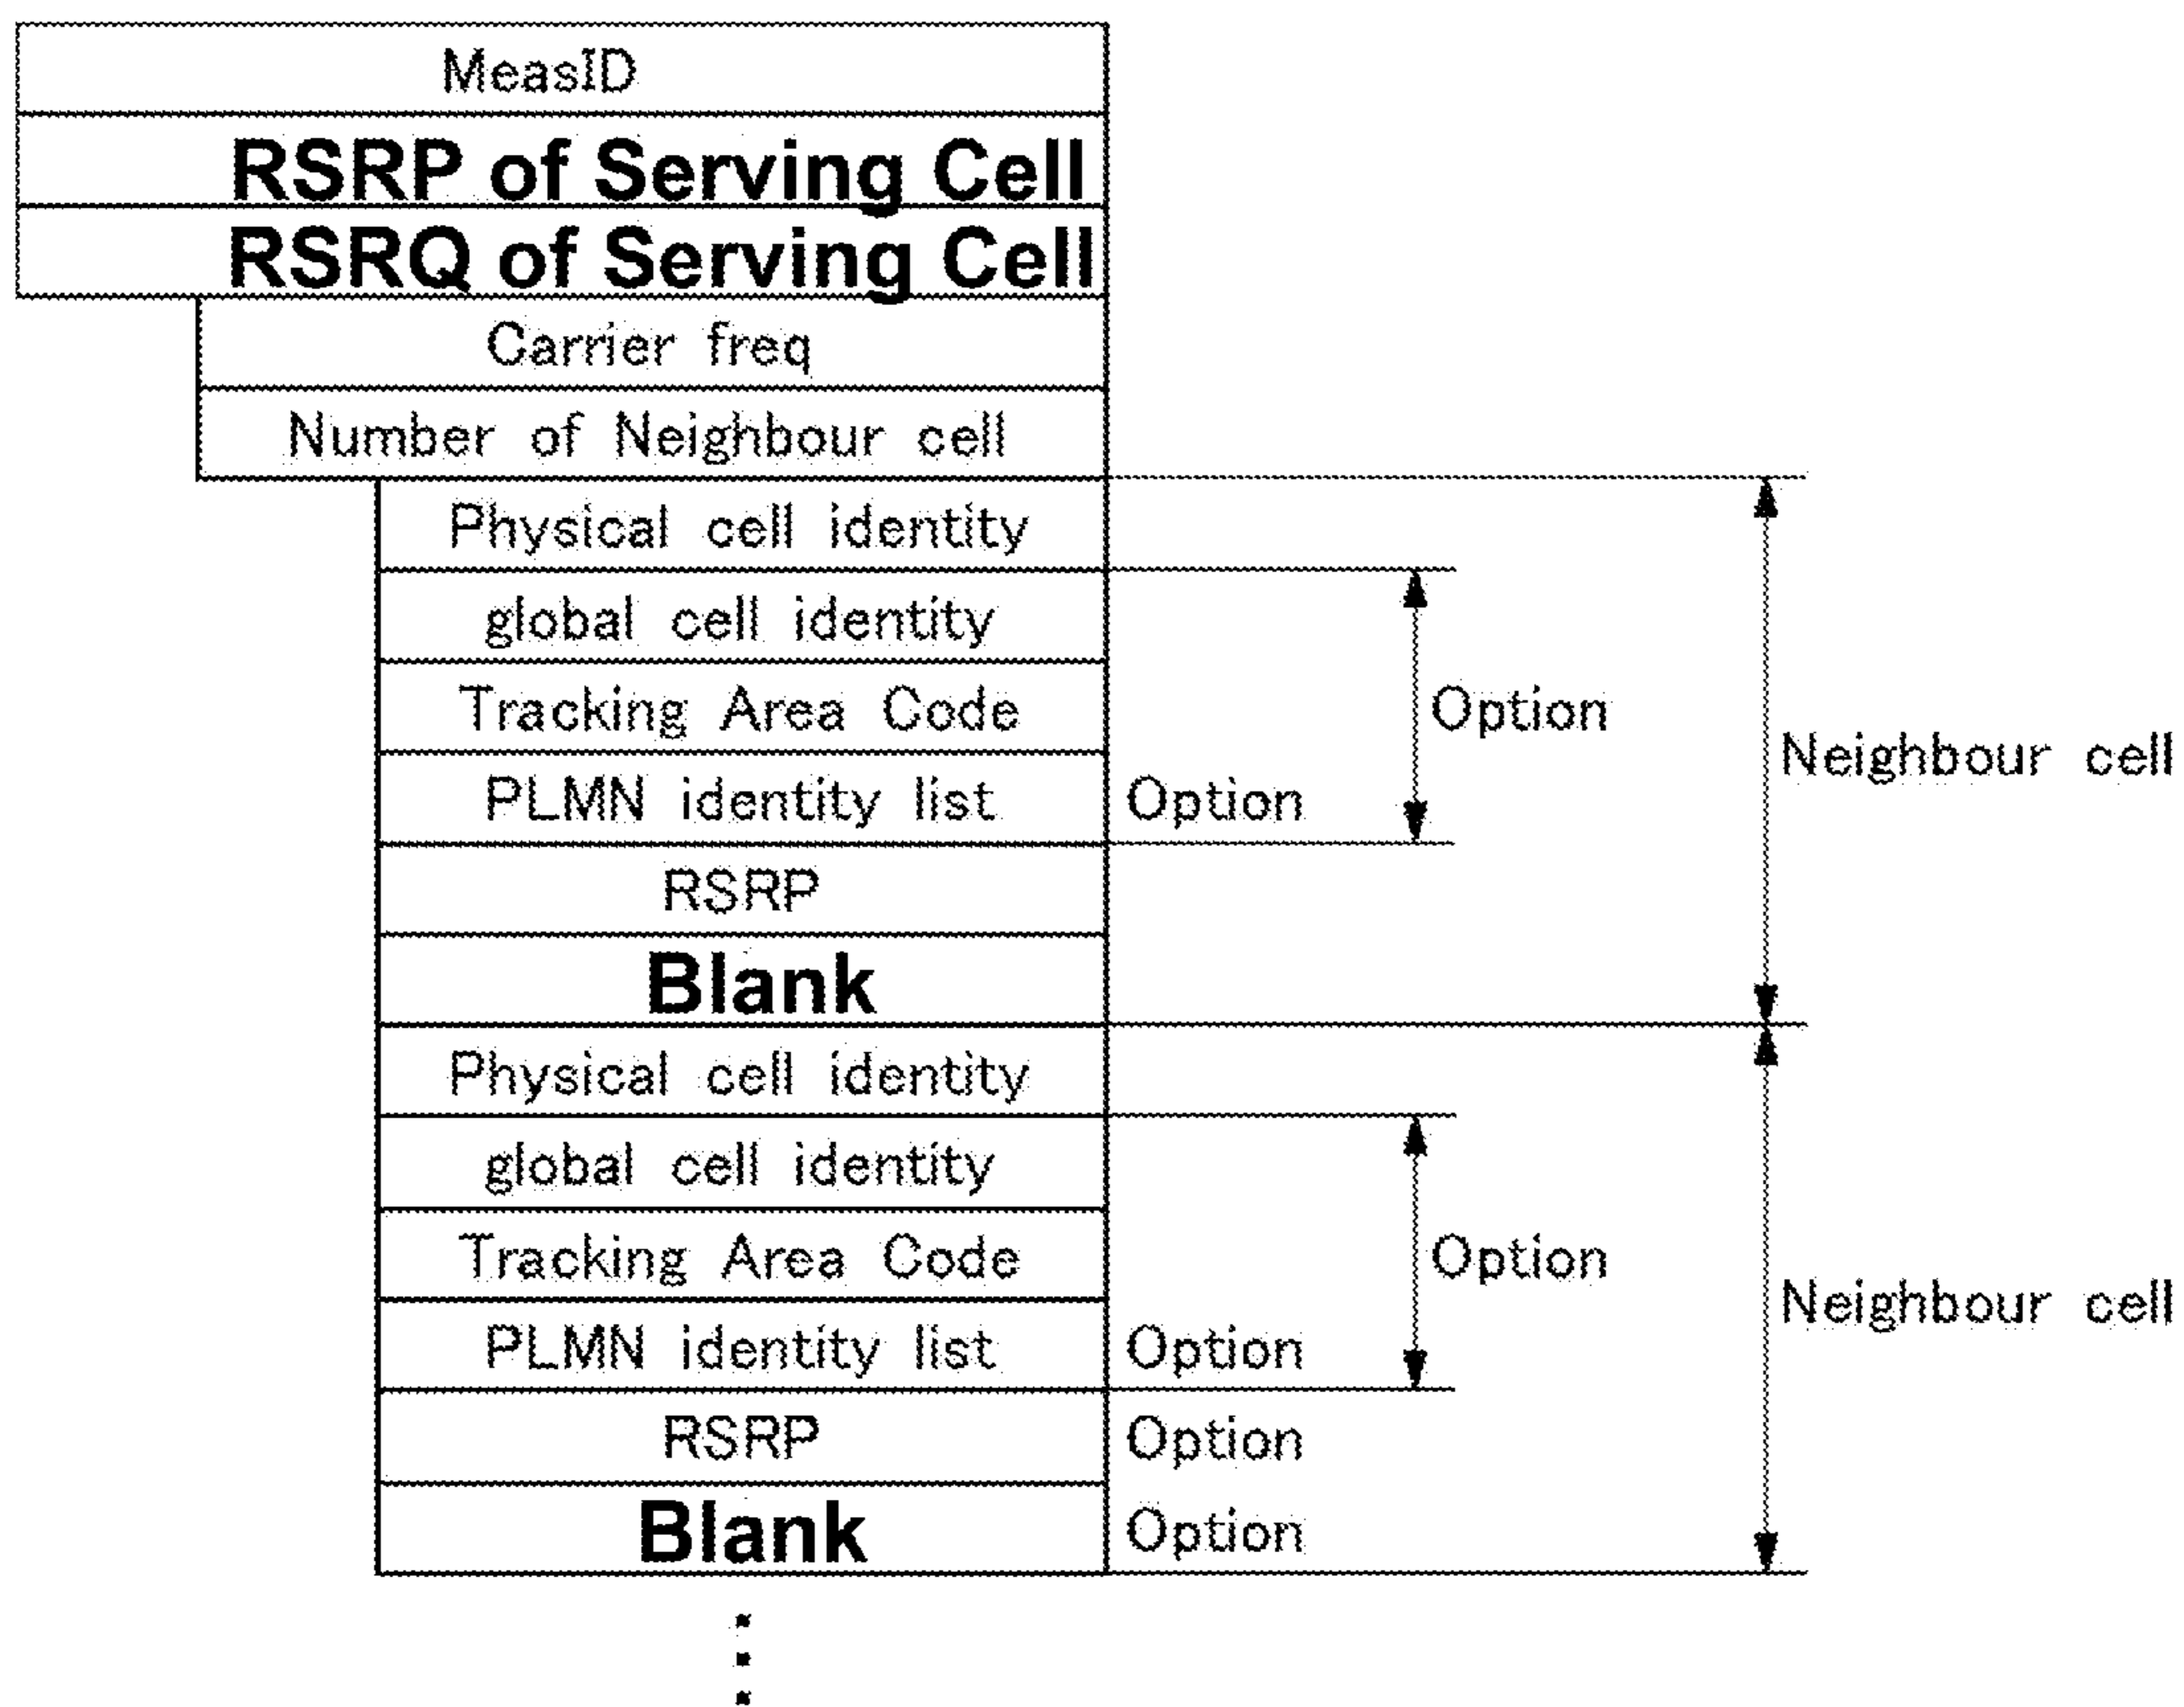 MeasID
RSRP of Serving Cell
RSRQ of Serving Cell
Carrier freq
Number of Neighbour cell
Physical cell identity
global cell identity
Tracking Area Code
Option
Neighbour cell
PLMN identity list
Option
RSRP
Blank
Physical cell identity
global cell identity
Tracking Area Code
Option
Neighbour cell
PLMN identity list
Option
RSRP
Option
Blank
Option